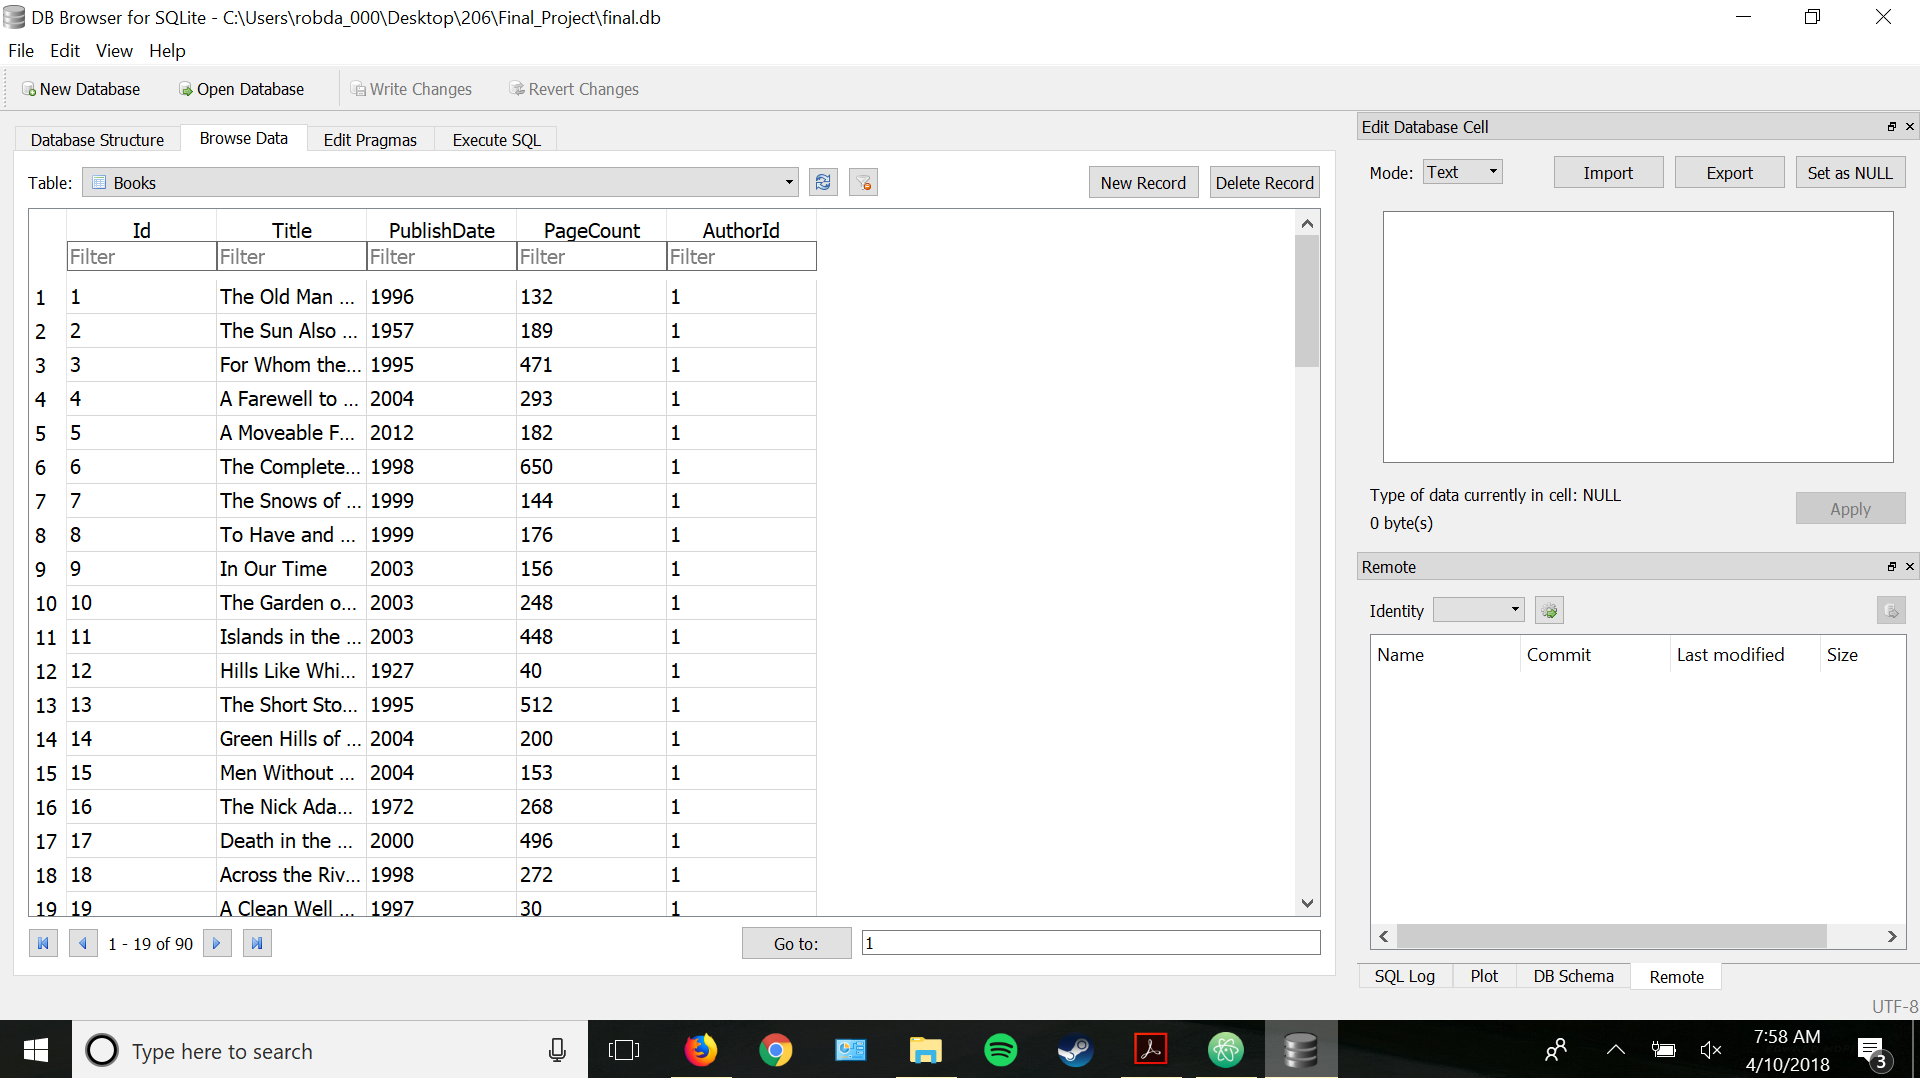 DB Browser for SQLite - C:\Users\robda_000\Desktop\206\Final_Project\final.db
File Edit View Help
New Database Open Database Write Changes Revert Changes
Database Structure Browse Data Edit Pragmas Execute SQL
Table: Books New Record Delete Record
Id Title PublishDate PageCount AuthorId
Filter Filter Filter Filter Filter
1 1 The Old Man ... 1996 132 1
2 2 The Sun Also ... 1957 189 1
3 3 For Whom the... 1995 471 1
4 4 A Farewell to ... 2004 293 1
5 5 A Moveable F... 2012 182 1
6 6 The Complete... 1998 650 1
7 7 The Snows of ... 1999 144 1
8 8 To Have and ... 1999 176 1
9 9 In Our Time 2003 156 1
10 10 The Garden o... 2003 248 1
11 11 Islands in the ... 2003 448 1
12 12 Hills Like Whi... 1927 40 1
13 13 The Short Sto... 1995 512 1
14 14 Green Hills of ... 2004 200 1
15 15 Men Without ... 2004 153 1
16 16 The Nick Ada... 1972 268 1
17 17 Death in the ... 2000 496 1
18 18 Across the Riv... 1998 272 1
19 19 A Clean Well ... 1997 30 1
1 - 19 of 90 Go to: 1
Edit Database Cell
Mode: Text Import Export Set as NULL
Type of data currently in cell: NULL
0 byte(s)
Apply
Remote
Identity
Name Commit Last modified Size
SQL Log Plot DB Schema Remote
UTF-8
Type here to search
7:58 AM
4/10/2018
3